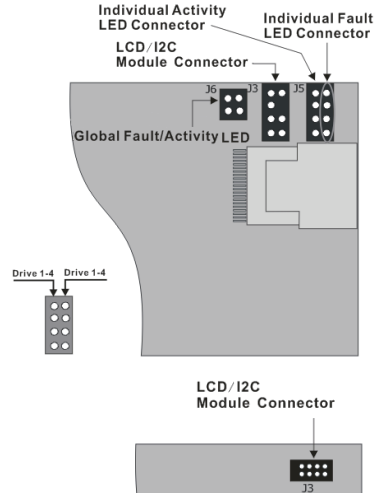 Individual Activity
LED Connector
Individual Fault
LED Connector
LCD/I2C
Module Connector
J6
J3
J5
Global Fault/Activity LED
Drive 1-4
Drive 1-4
LCD/I2C
Module Connector
J3